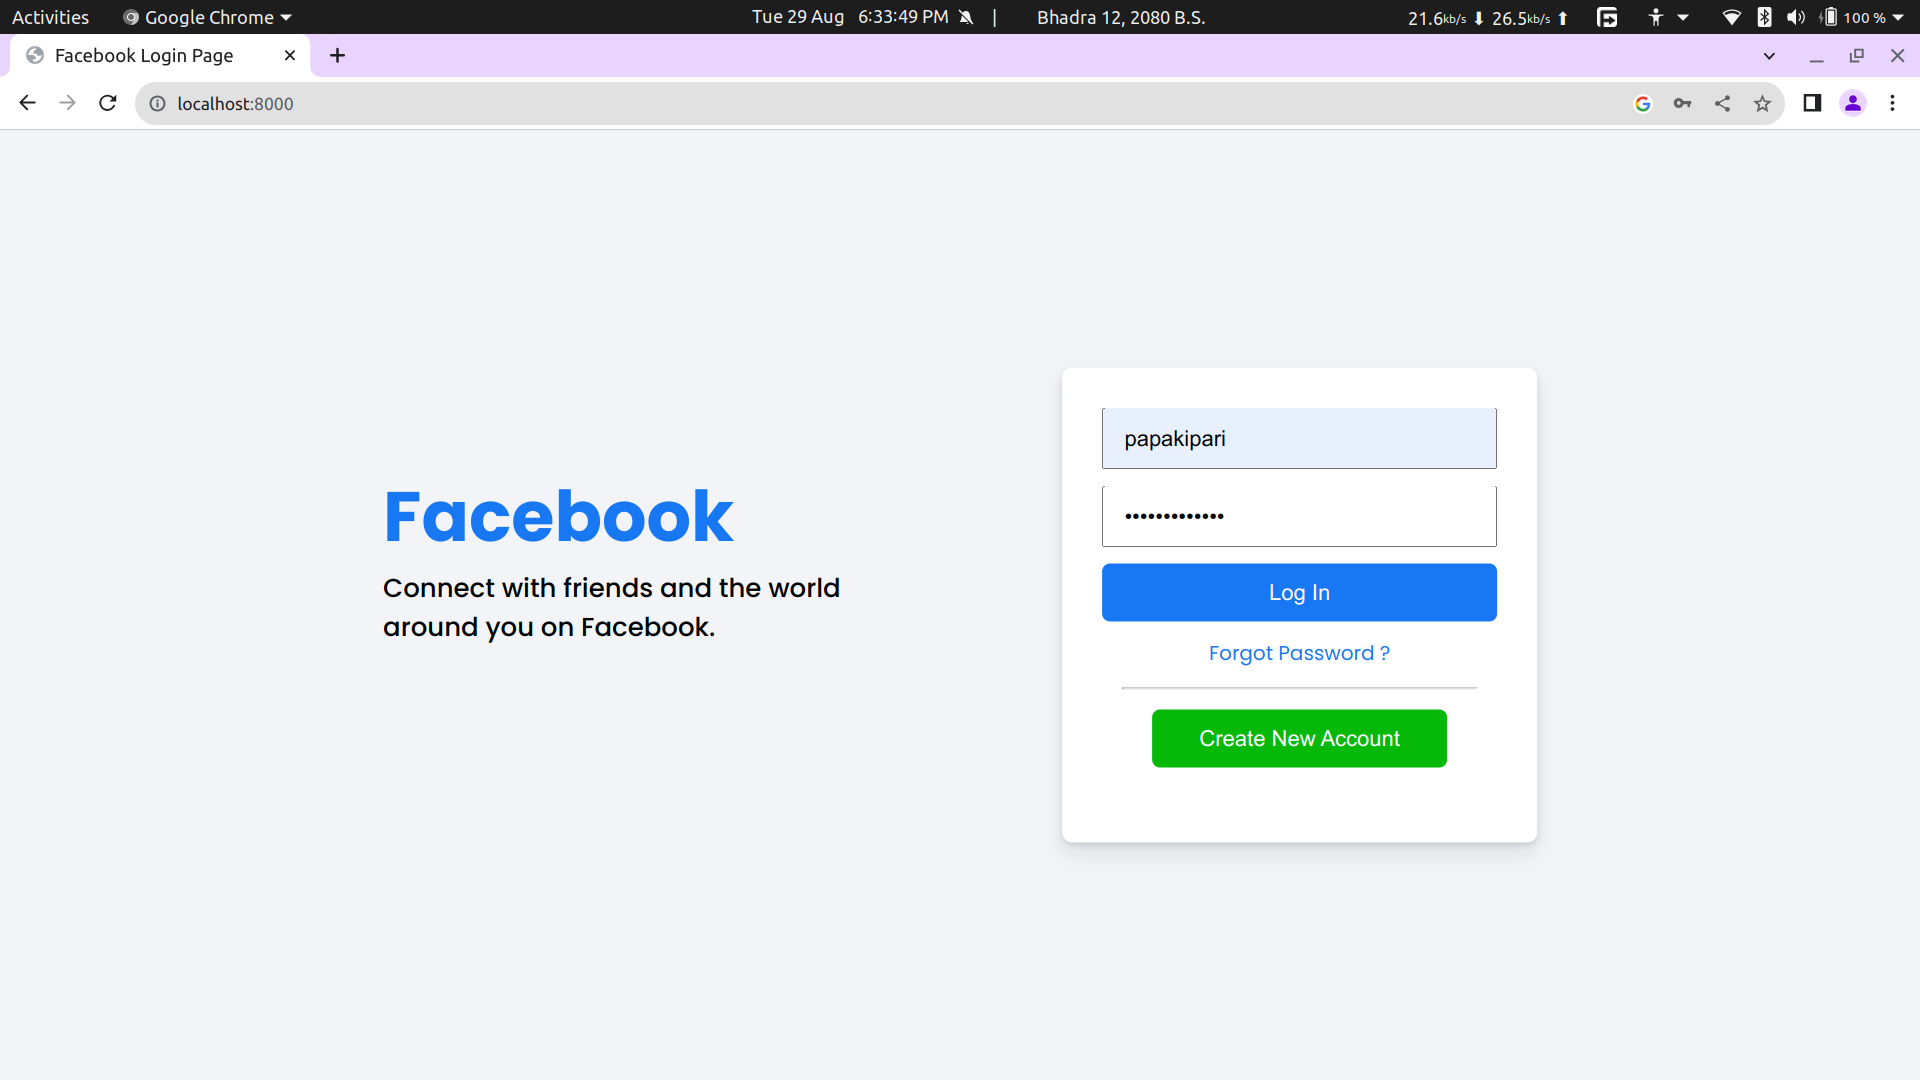 Activities Google Chrome Tue 29 Aug 6:33:49 PM | Bhadra 12, 2080 B.S. 21.6kb/s ⬇ 26.5kb/s ⬆ 100 %
Facebook Login Page
localhost:8000
papakipari
•••••••••••••
Facebook
Connect with friends and the world
around you on Facebook.
Log In
Forgot Password ?
Create New Account